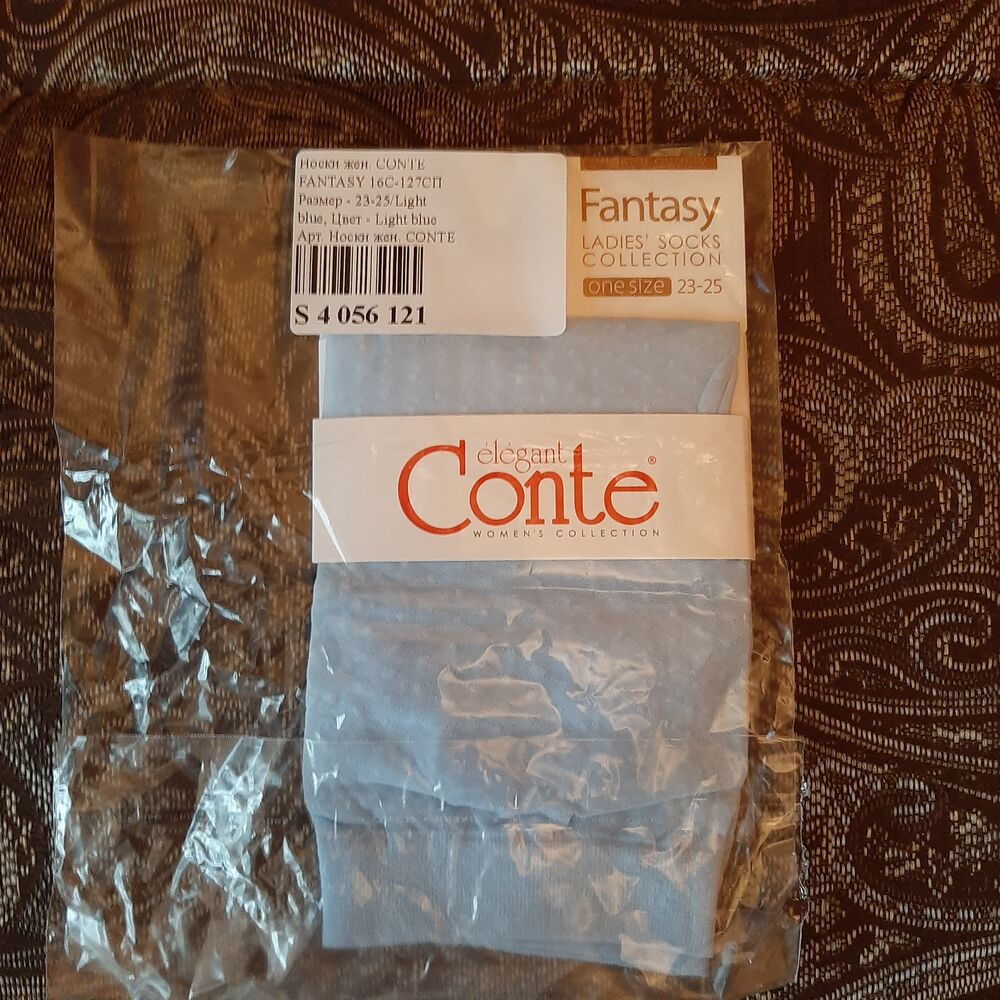 Носки жен. CONTE
FANTASY 16С-127СП
Размер - 23-25/Light
blue, Цвет - Light blue
Арт. Носки жен. CONTE
S 4 056 121
Fantasy
LADIES' SOCKS
COLLECTION
one size 23-25
élégant
Conte®
WOMEN'S COLLECTION